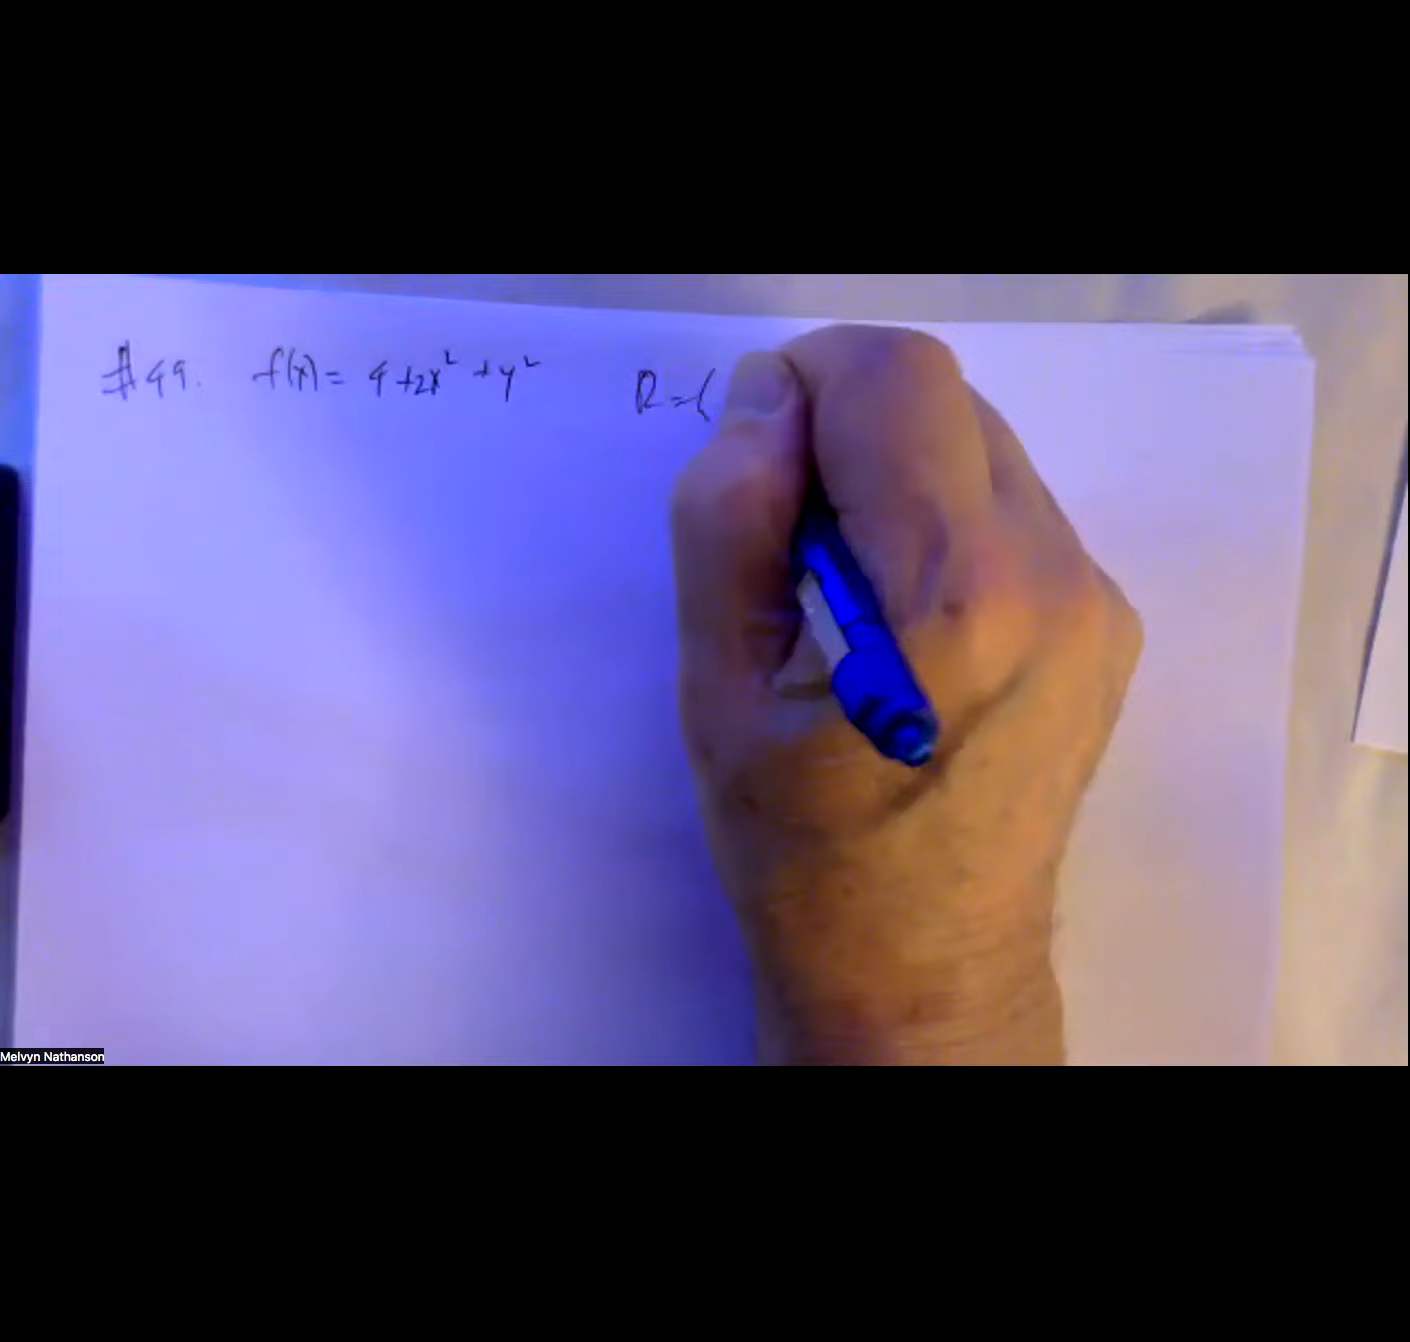 #49. f(x) = 4+2x² +y² R={
Melvyn Nathanson